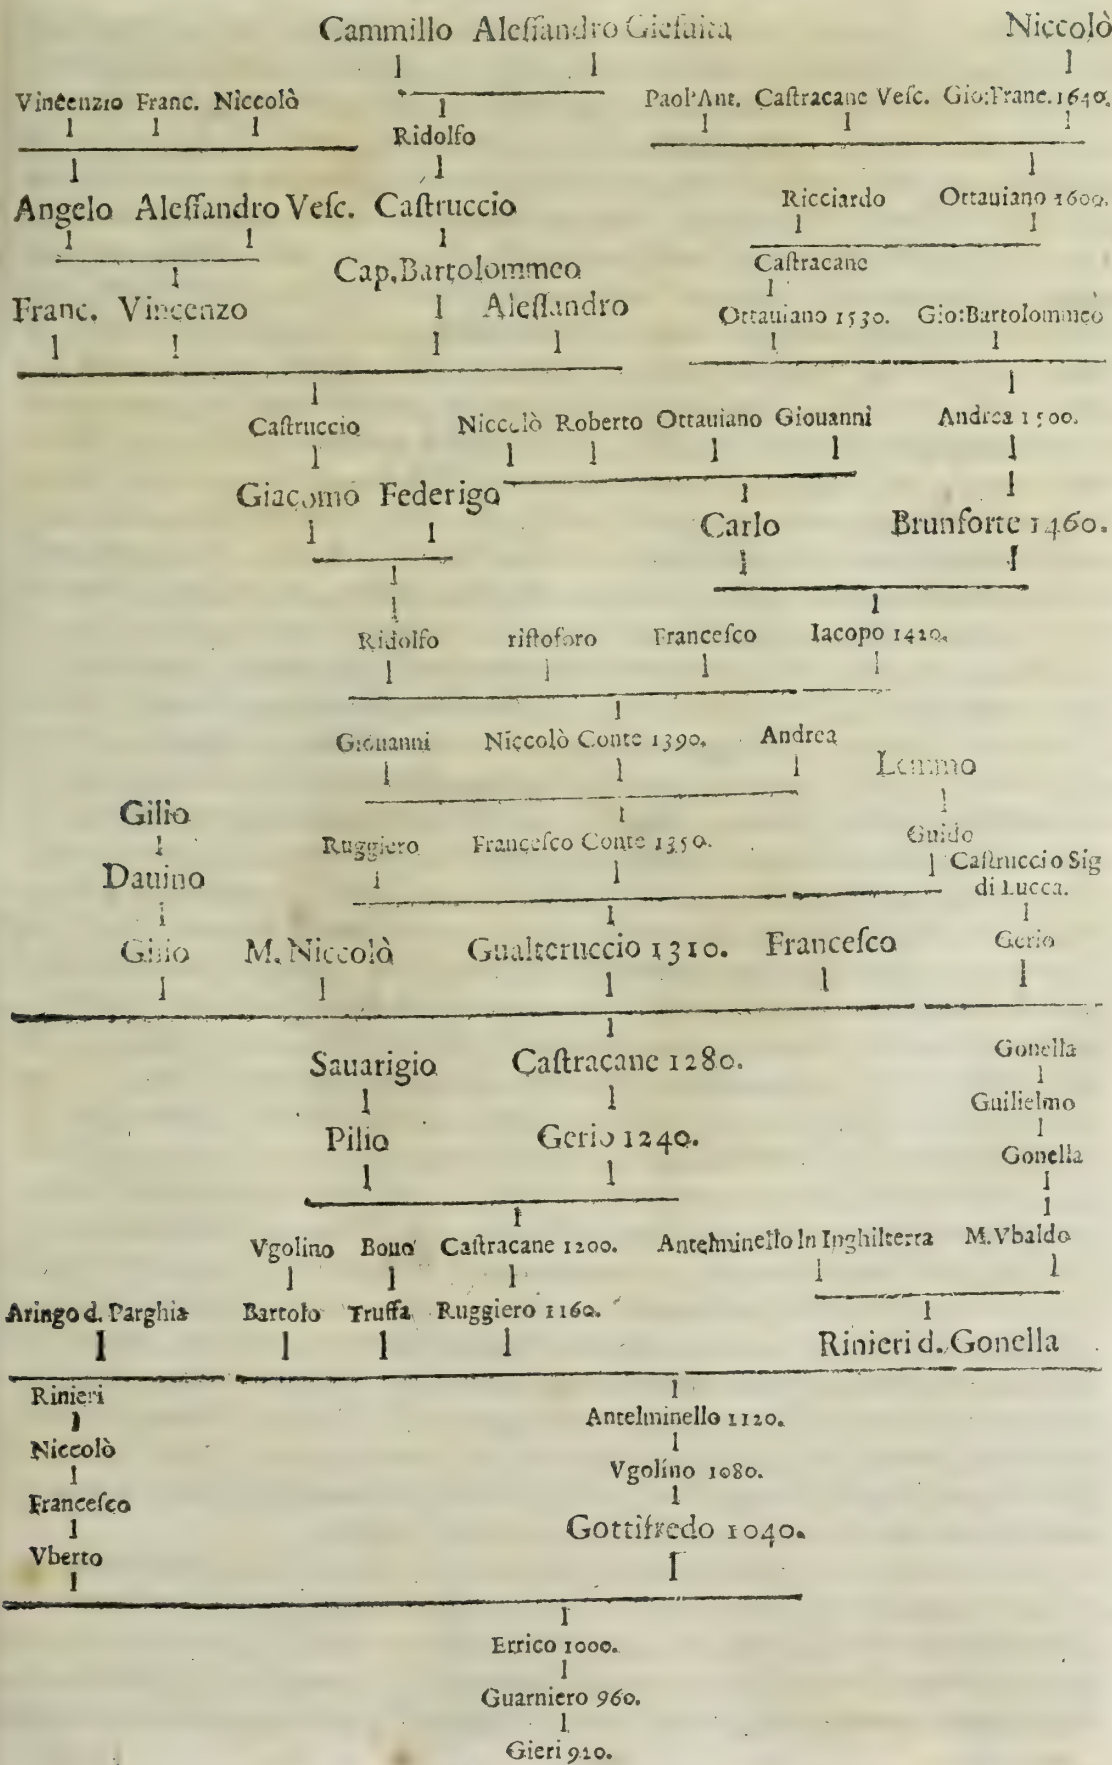 Cammillo Aleſſandro Gieſuita Niccolò
Vincenzio Franc. Niccolò Paol'Ant. Caſtracane Veſc. Gio:Franc. 1640.
Ridolfo
Angelo Aleſſandro Veſc. Caſtruccio Ricciardo Ottauiano 1600.
Cap. Bartolommeo Caſtracane
Franc. Vincenzo Aleſſandro Ottauiano 1530. Gio:Bartolommeo
Caſtruccio Niccolò Roberto Ottauiano Giouanni Andrea 1500.
Giacomo Federigo Carlo Brunforte 1460.
Ridolfo riſtoforo Franceſco Iacopo 1420.
Giouanni Niccolò Conte 1390. Andrea Lemmo
Gilio
Ruggiero Franceſco Conte 1350. Guido
Dauino Caſtruccio Sig
di Lucca.
Gilio M. Niccolò Gualteruccio 1310. Franceſco Gerio
Sauarigio Caſtracane 1280. Gonella
Guilielmo
Pilio Gerio 1240. Gonella
Vgolino Bouo Caſtracane 1200. Antelminello In Inghilterra M. Vbaldo
Aringo d. Parghia Bartolo Truffa Ruggiero 1160. Rinieri d. Gonella
Rinieri Antelminello 1120.
Niccolò Vgolino 1080.
Franceſco Gottifredo 1040.
Vberto
Errico 1000.
Guarniero 960.
Gieri 920.